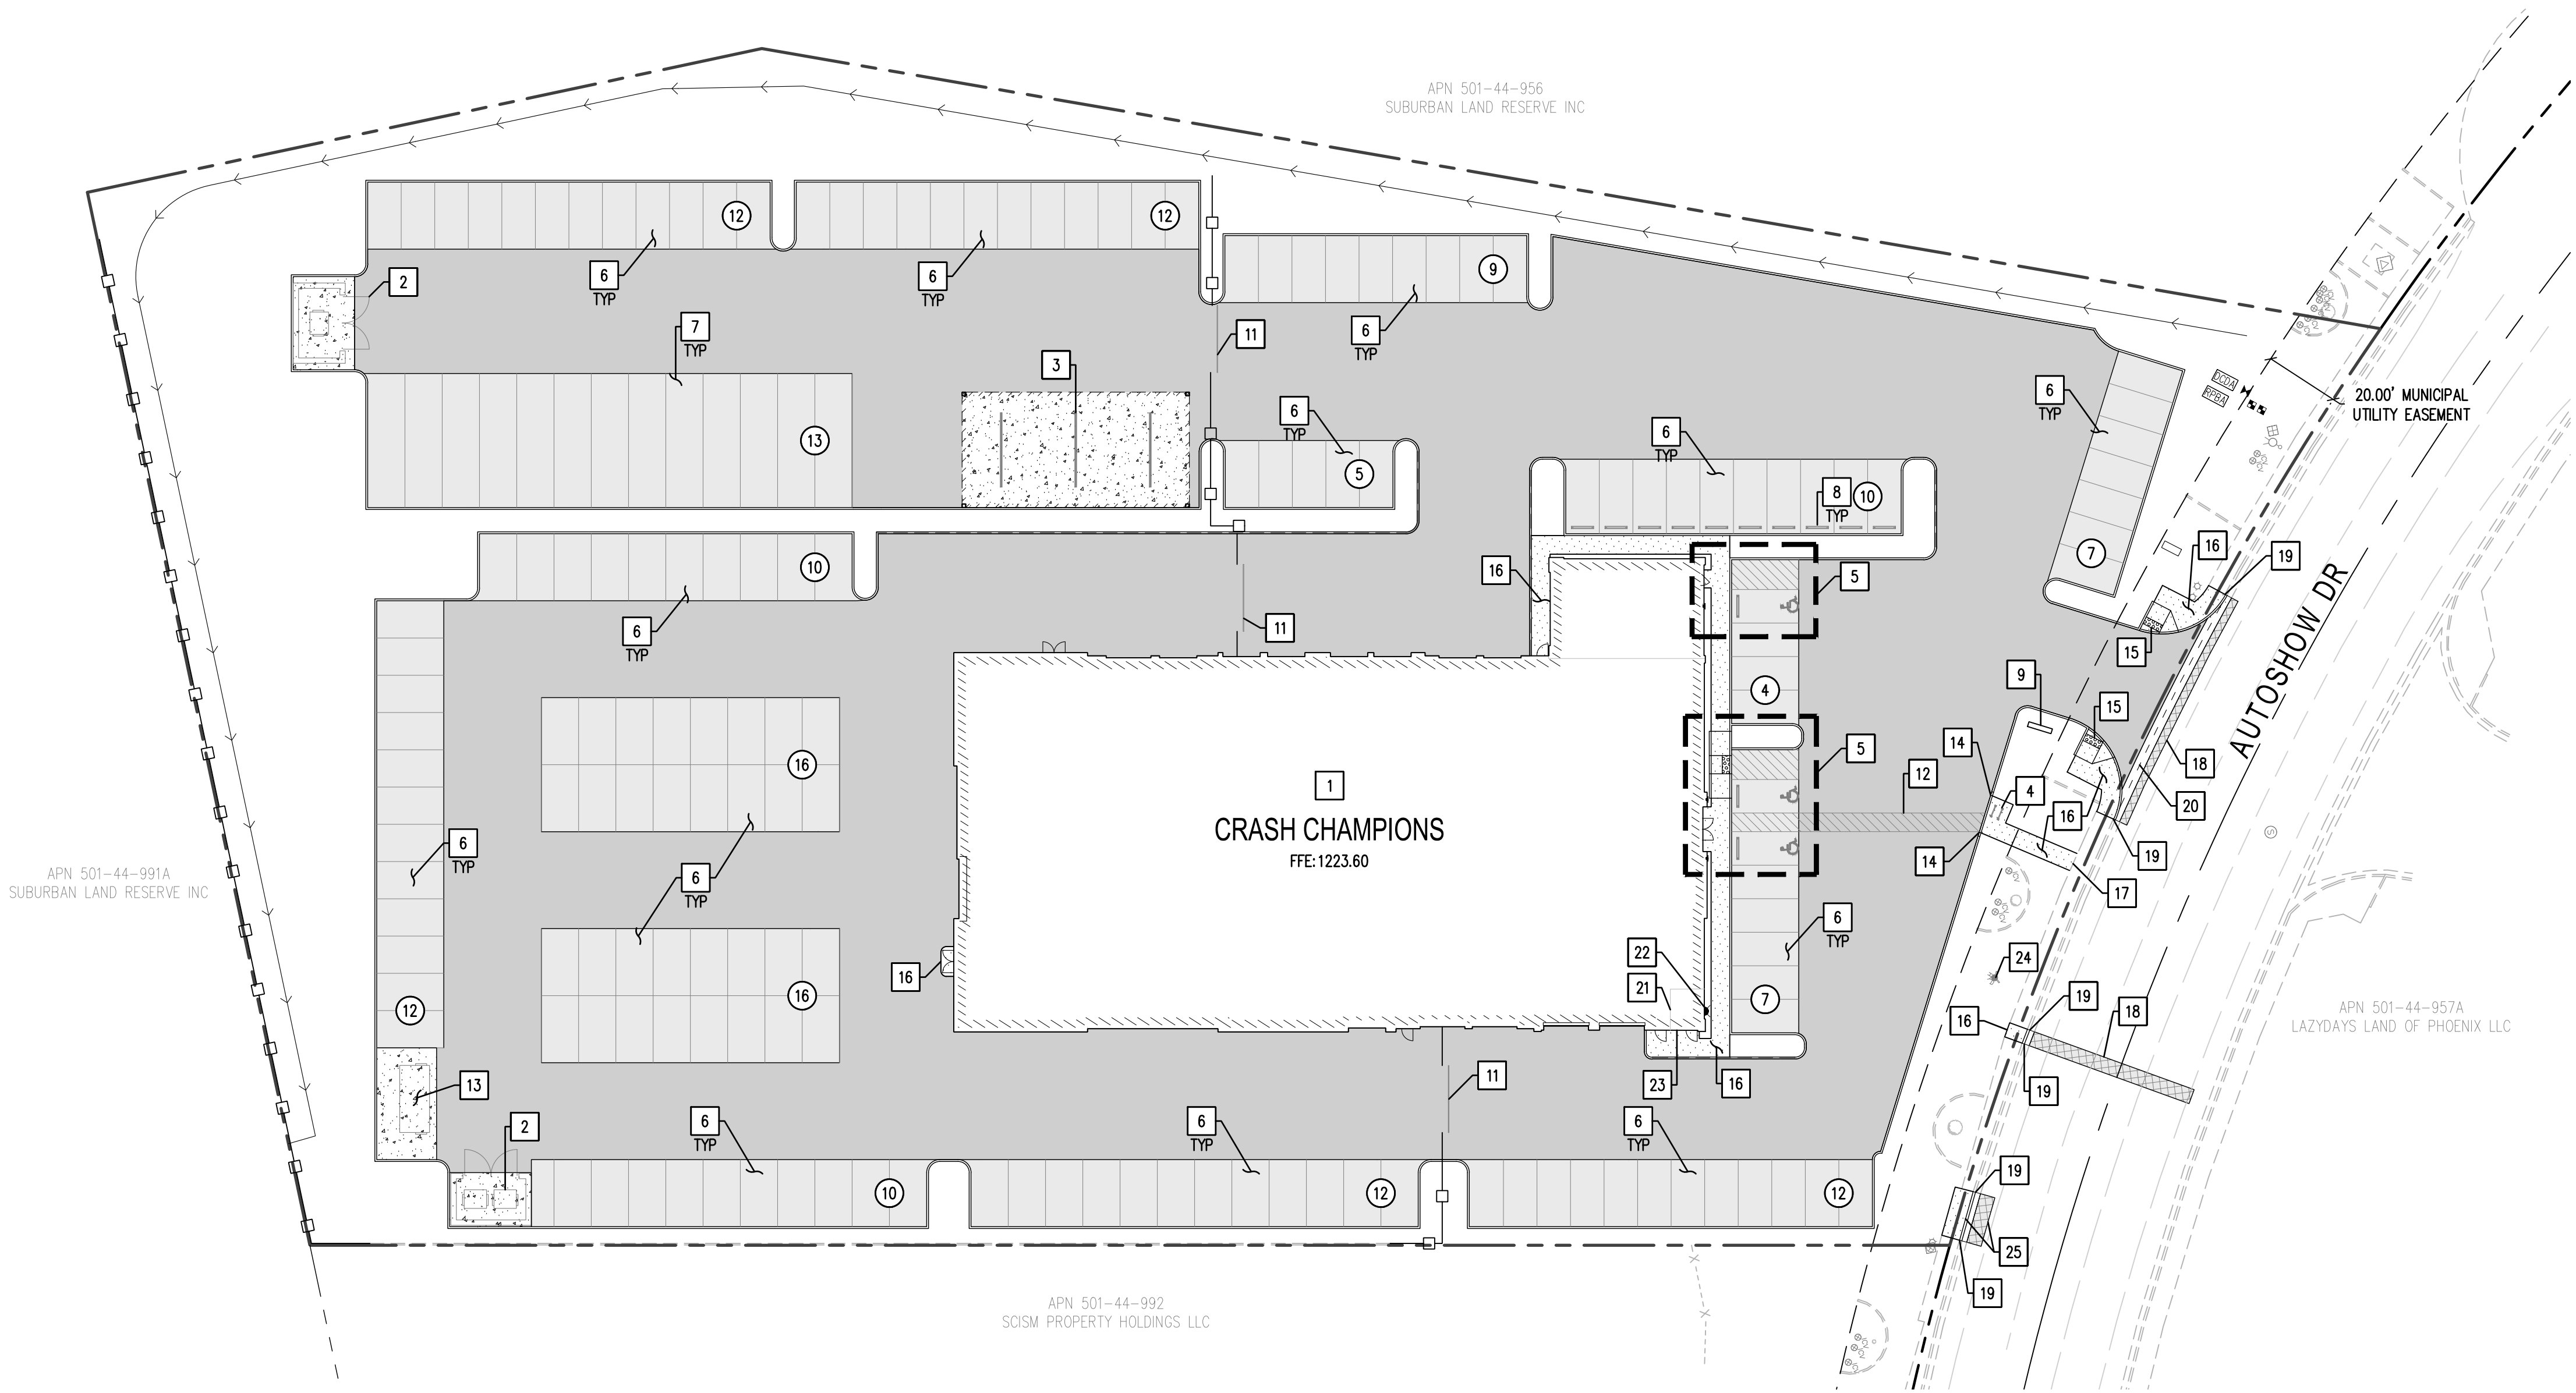 APN 501-44-956
SUBURBAN LAND RESERVE INC
12
12
9
2
6
TYP
6
TYP
11
6
TYP
7
TYP
3
DCDA
RPBA
20.00' MUNICIPAL
UTILITY EASEMENT
6
TYP
6
TYP
6
TYP
13
5
8
TYP
10
16
19
7
10
16
5
6
TYP
11
15
AUTOSHOW DR
9
4
15
14
5
18
16
12
4
20
16
1
CRASH CHAMPIONS
FFE: 1223.60
6
TYP
6
TYP
14
19
17
APN 501-44-991A
SUBURBAN LAND RESERVE INC
6
TYP
22
24
16
21
16
12
7
19
18
16
APN 501-44-957A
LAZYDAYS LAND OF PHOENIX LLC
13
11
23
16
19
2
6
TYP
6
TYP
6
TYP
19
10
12
12
25
19
APN 501-44-992
SCISM PROPERTY HOLDINGS LLC
S
X
X